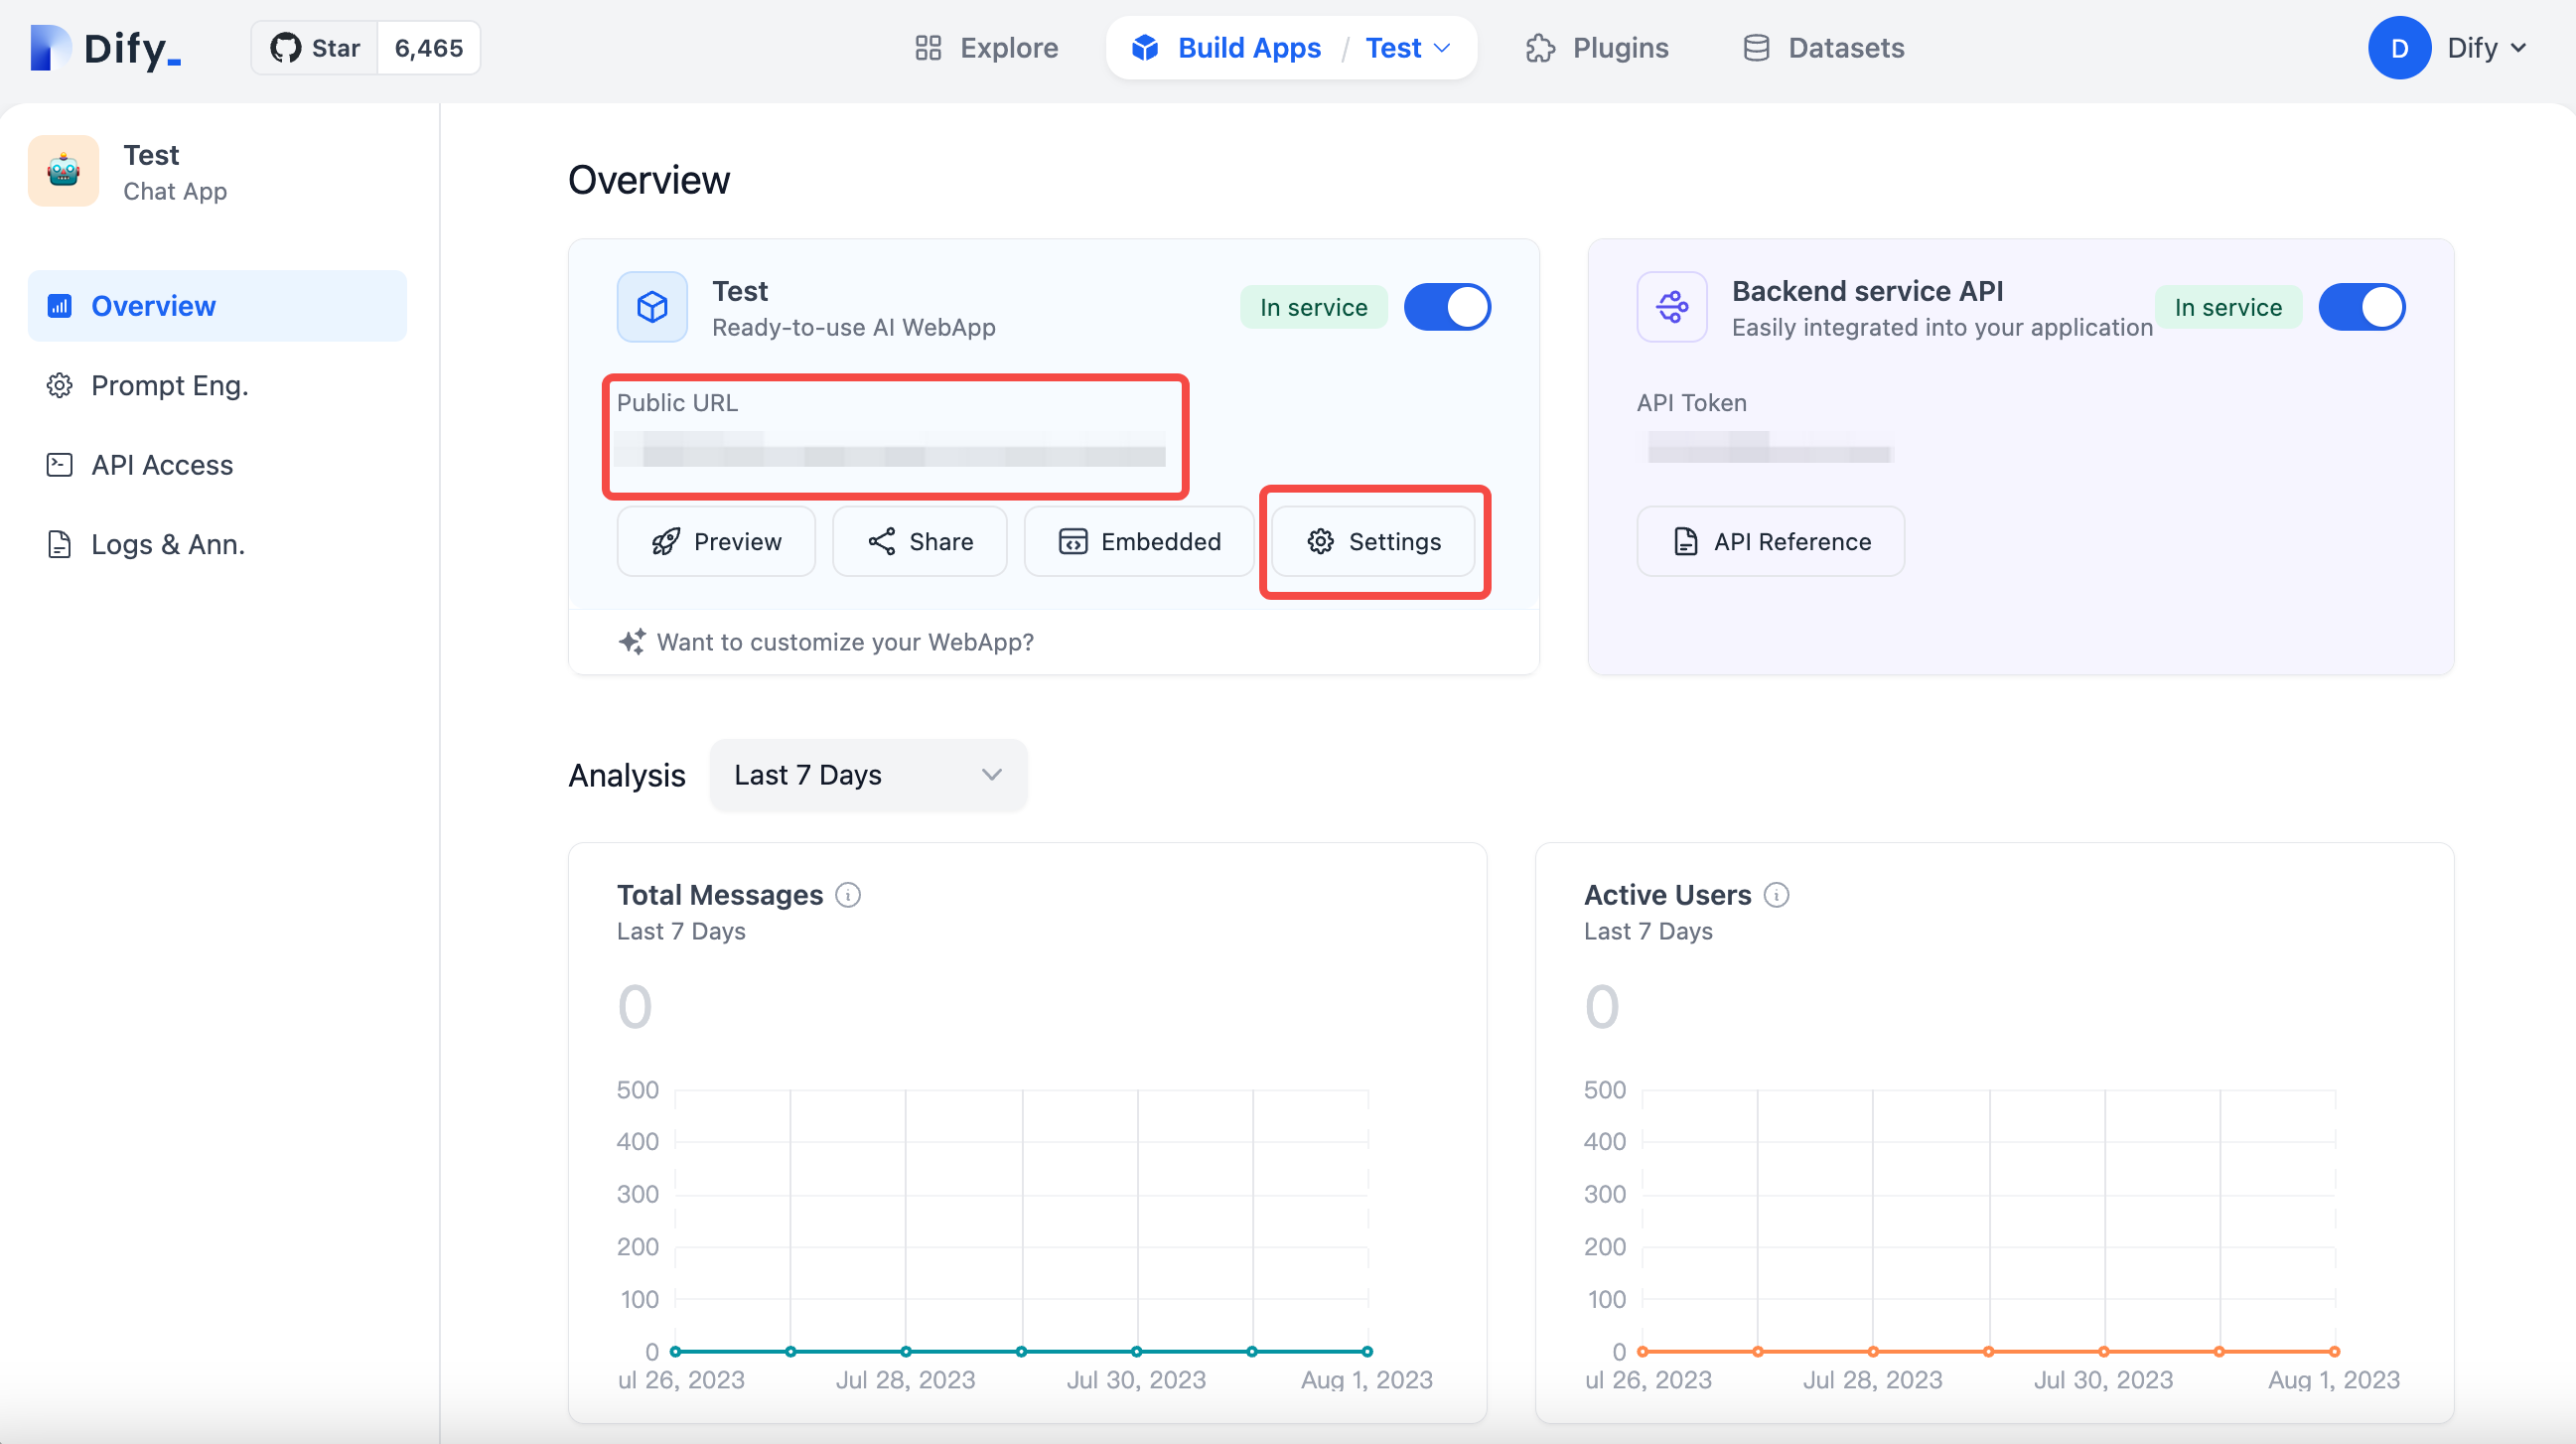 Dify_
Star 6,465
Explore
Build Apps / Test
Plugins
Datasets
D Dify
Test
Chat App
Overview
Prompt Eng.
API Access
Logs & Ann.
Overview
Test
Ready-to-use AI WebApp
In service
Public URL
Preview
Share
Embedded
Settings
Want to customize your WebApp?
Backend service API
Easily integrated into your application
In service
API Token
API Reference
Analysis
Last 7 Days
Total Messages
Last 7 Days
0
500
400
300
200
100
0
ul 26, 2023 Jul 28, 2023 Jul 30, 2023 Aug 1, 2023
Active Users
Last 7 Days
0
500
400
300
200
100
0
ul 26, 2023 Jul 28, 2023 Jul 30, 2023 Aug 1, 2023